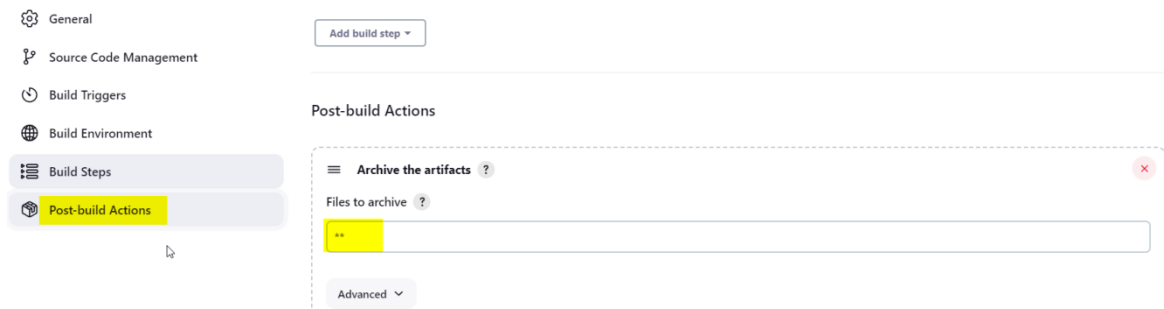 General
Source Code Management
Build Triggers
Build Environment
Build Steps
Post-build Actions
Add build step
Post-build Actions
Archive the artifacts ?
Files to archive ?
**
Advanced